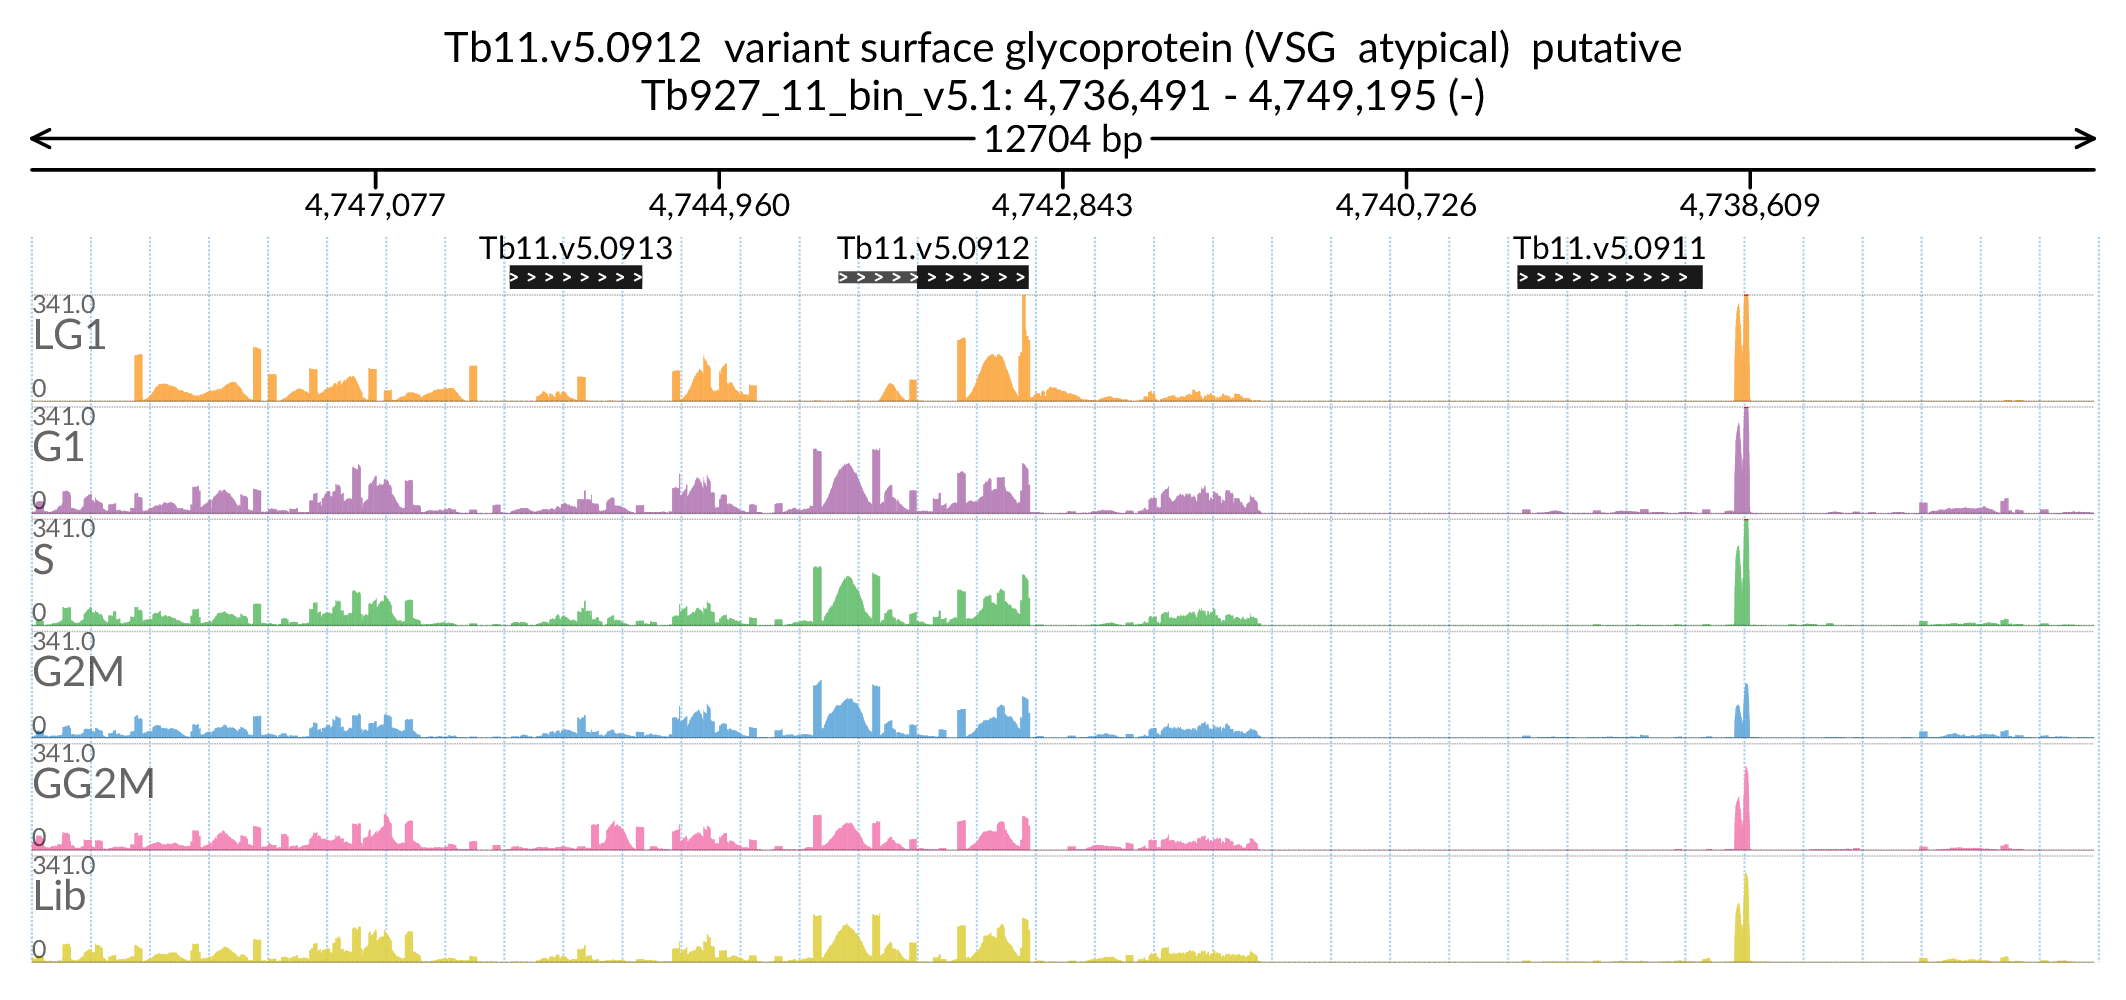 Tb11.v5.0912 variant surface glycoprotein (VSG atypical) putative
Tb927_11_bin_v5.1: 4,736,491 - 4,749,195 (-)
12704 bp
4,747,077 4,744,960 4,742,843 4,740,726 4,738,609
Tb11.v5.0913 Tb11.v5.0912 Tb11.v5.0911
341.0
LG1
0
341.0
G1
0
341.0
S
0
341.0
G2M
0
341.0
GG2M
0
341.0
Lib
0